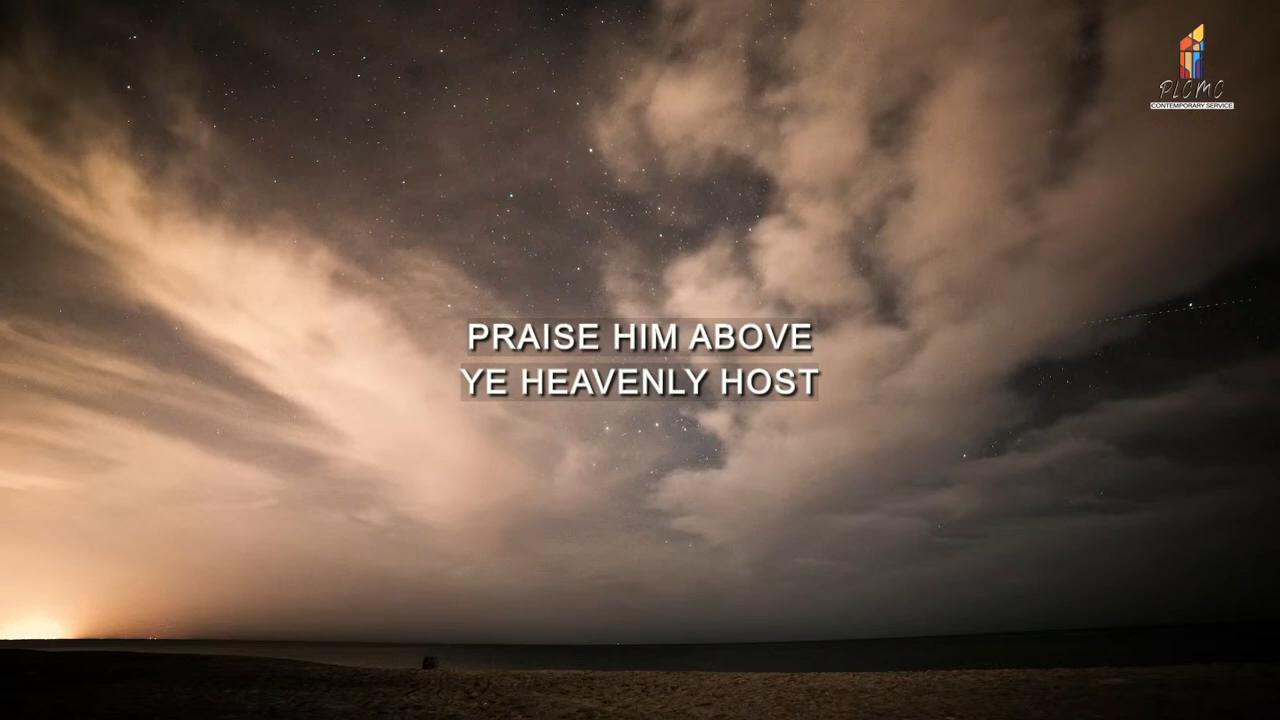 PLCMC
CONTEMPORARY SERVICE
PRAISE HIM ABOVE
YE HEAVENLY HOST